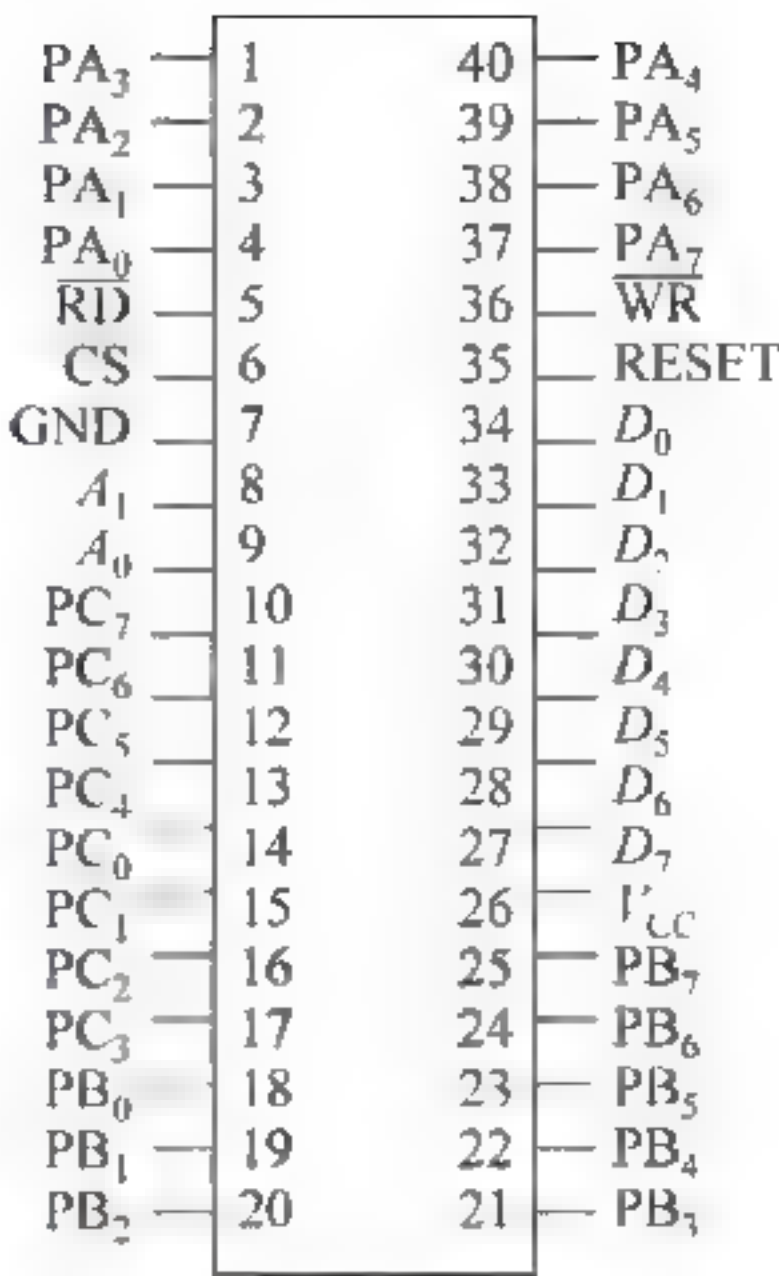 PA₃ 1 40 PA₄
PA₂ 2 39 PA₅
PA₁ 3 38 PA₆
PA₀ 4 37 PA₇
R̅D̅ 5 36 W̅R̅
CS 6 35 RESET
GND 7 34 D₀
A₁ 8 33 D₁
A₀ 9 32 D₂
PC₇ 10 31 D₃
PC₆ 11 30 D₄
PC₅ 12 29 D₅
PC₄ 13 28 D₆
PC₀ 14 27 D₇
PC₁ 15 26 V_CC
PC₂ 16 25 PB₇
PC₃ 17 24 PB₆
PB₀ 18 23 PB₅
PB₁ 19 22 PB₄
PB₂ 20 21 PB₃